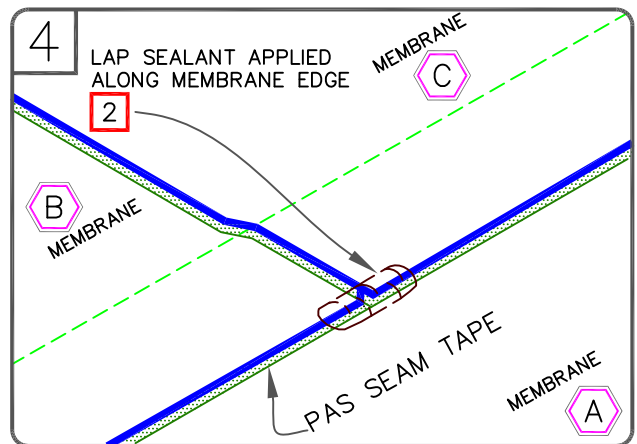 4
LAP SEALANT APPLIED
ALONG MEMBRANE EDGE
2
MEMBRANE
C
B
MEMBRANE
PAS SEAM TAPE
MEMBRANE
A